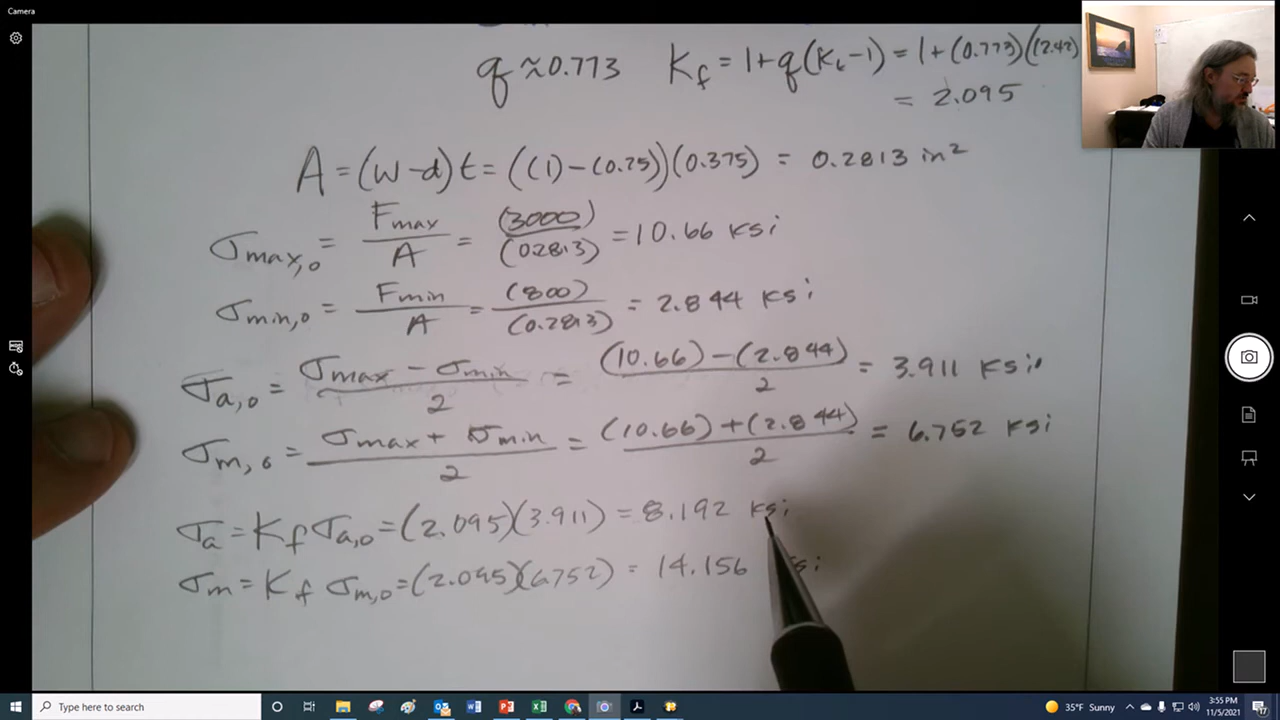 Camera
q ≈ 0.773 K_f = 1 + q(K_t - 1) = 1 + (0.773)(2.42)
= 2.095
A = (w - d)t = ((1) - (0.25))(0.375) = 0.2813 in²
σ_max,o = F_max / A = (3000) / (0.2813) = 10.66 ksi
σ_min,o = F_min / A = (800) / (0.2813) = 2.844 ksi
σ_a,o = σ_max - σ_min / 2 = (10.66) - (2.844) / 2 = 3.911 ksi
σ_m,o = σ_max + σ_min / 2 = (10.66) + (2.844) / 2 = 6.752 ksi
σ_a = K_f σ_a,o = (2.095)(3.911) = 8.192 ksi
σ_m = K_f σ_m,o = (2.095)(6.752) = 14.156 ksi
Type here to search
35°F Sunny
3:55 PM
11/5/2021
17